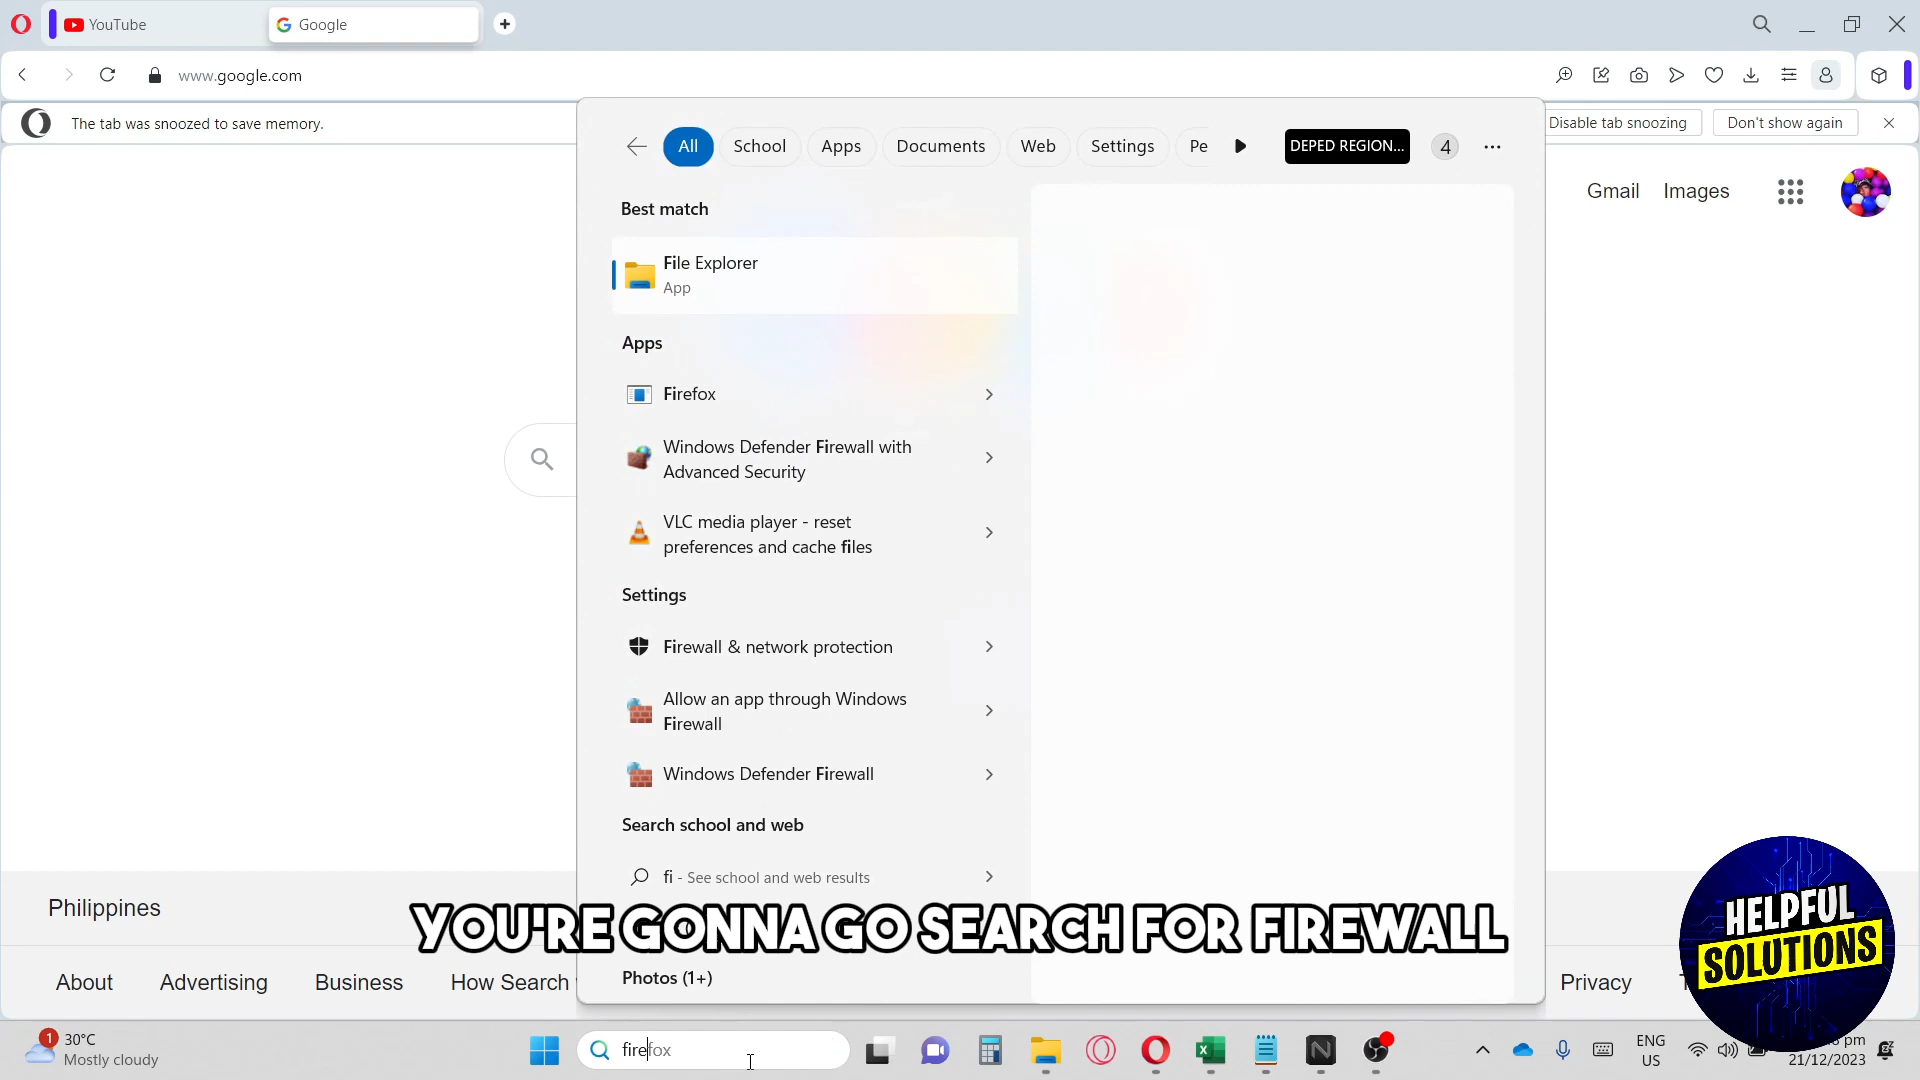 YouTube
Google
www.google.com
The tab was snoozed to save memory.
Disable tab snoozing
Don't show again
All
School
Apps
Documents
Web
Settings
Pe
DEPED REGION...
4
Gmail
Images
Best match
File Explorer
App
Apps
Firefox
Windows Defender Firewall with
Advanced Security
VLC media player - reset
preferences and cache files
Settings
Firewall & network protection
Allow an app through Windows
Firewall
Windows Defender Firewall
Search school and web
fi - See school and web results
Photos (1+)
YOU'RE GONNA GO SEARCH FOR FIREWALL
HELPFUL
SOLUTIONS
Philippines
About
Advertising
Business
How Search
Privacy
1
30°C
Mostly cloudy
firefox
ENG
US
pm
21/12/2023